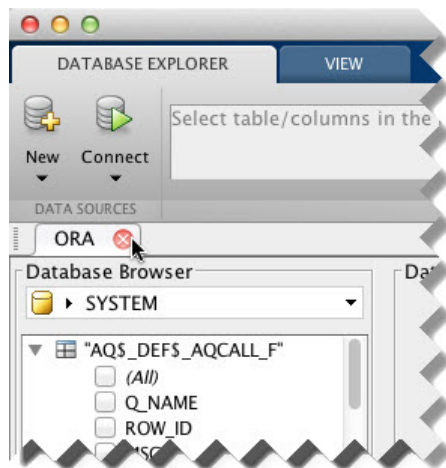 DATABASE EXPLORER
VIEW
Select table/columns in the
New
Connect
DATA SOURCES
ORA
Database Browser
SYSTEM
"AQ$_DEF$_AQCALL_F"
(All)
Q_NAME
ROW_ID